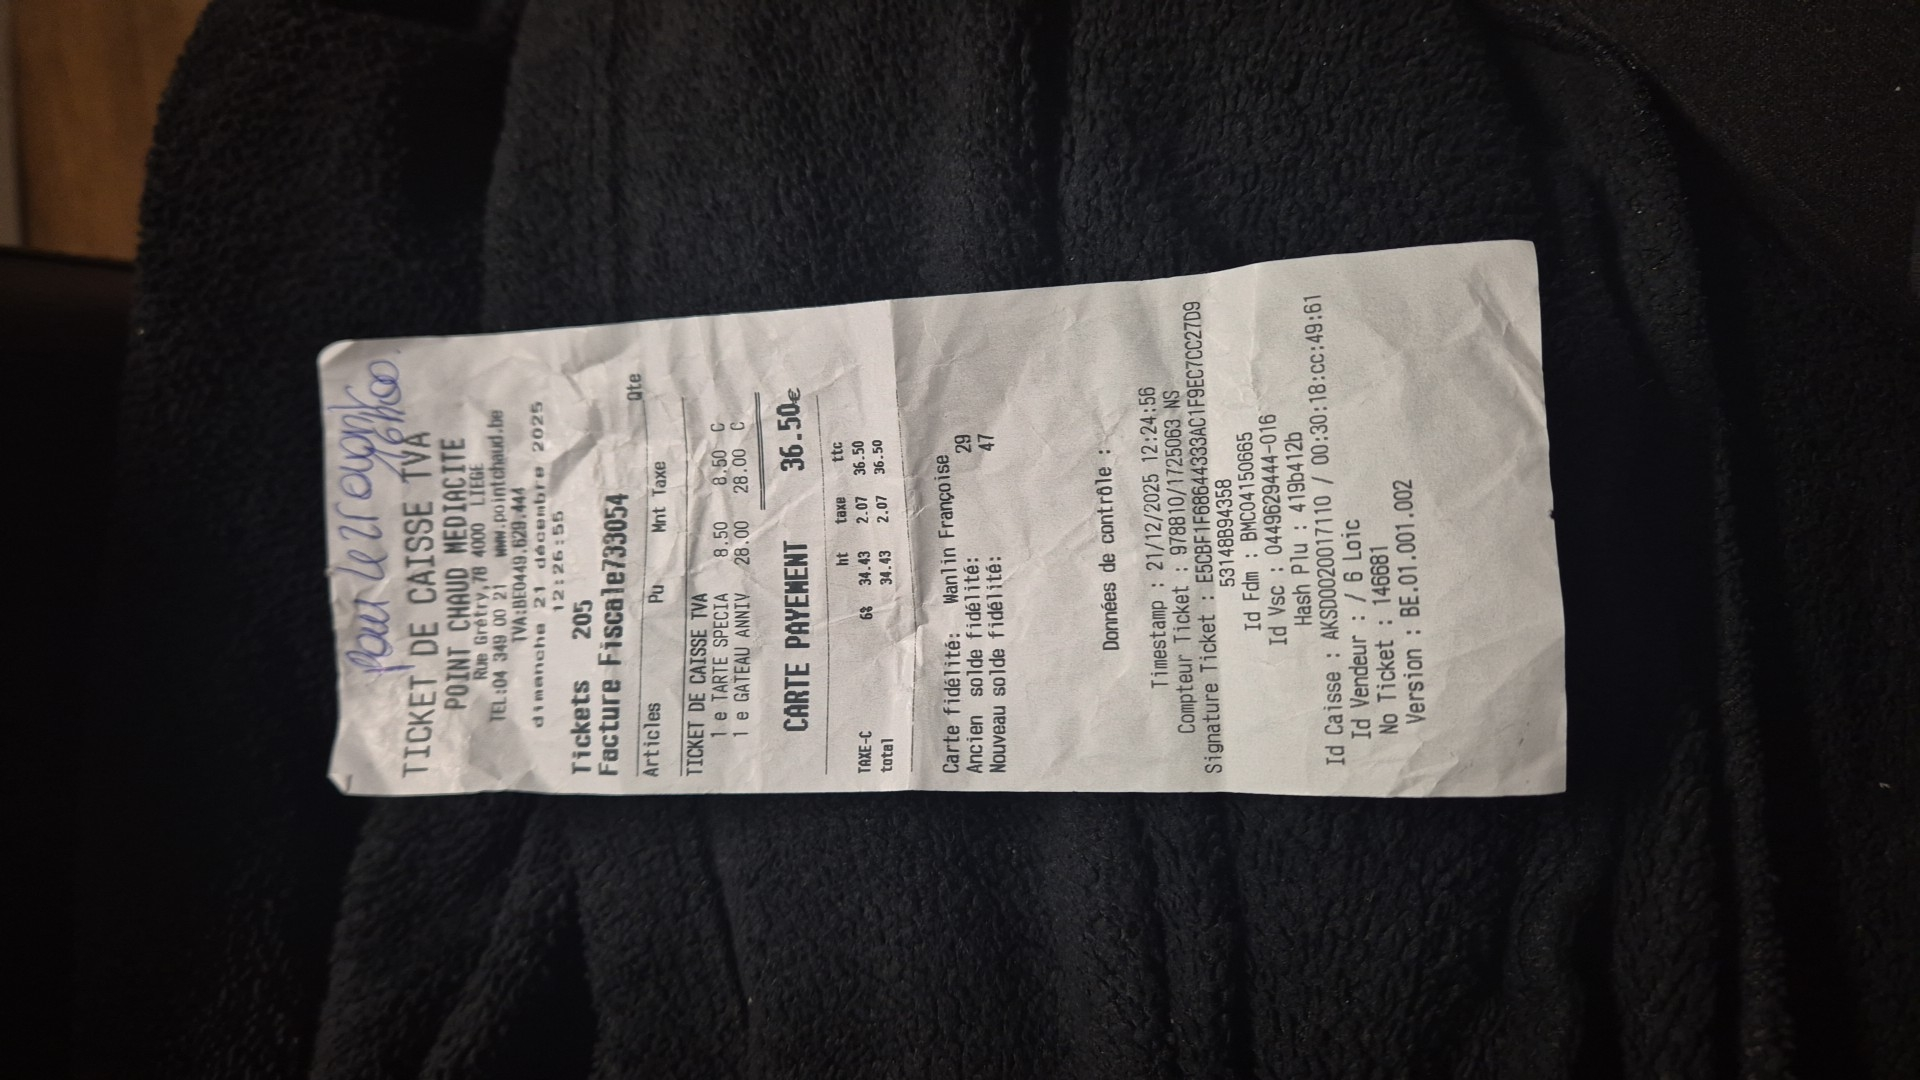 Pour le 27 à 16h00.
TICKET DE CAISSE TVA
POINT CHAUD MEDIACITE
Rue Grétry,78 4000 LIEGE
TEL:04 349 00 21 www.pointchaud.be
TVA:BE0449.629.444
dimanche 21 décembre 2025
12:26:55
Tickets 205
Facture Fiscale733054
Articles Pu Mnt Taxe Qte
TICKET DE CAISSE TVA
1 e TARTE SPECIA 8.50 8.50 C
1 e GATEAU ANNIV 28.00 28.00 C
CARTE PAYEMENT 36.50€
ht taxe ttc
TAXE-C 6% 34.43 2.07 36.50
total 34.43 2.07 36.50
Carte fidélité: Wanlin Françoise
Ancien solde fidélité: 29
Nouveau solde fidélité: 47
Données de contrôle :
Timestamp : 21/12/2025 12:24:56
Compteur Ticket : 978810/1725063 NS
Signature Ticket : E5CBF1F68644333AC1F9EC7CC27D9
53148B94358
Id Fdm : BMC04150665
Id Vsc : 0449629444-016
Hash Plu : 419b412b
Id Caisse : AKSD0020017110 / 00:30:18:cc:49:61
Id Vendeur : / 6 Loic
No Ticket : 146681
Version : BE.01.001.002